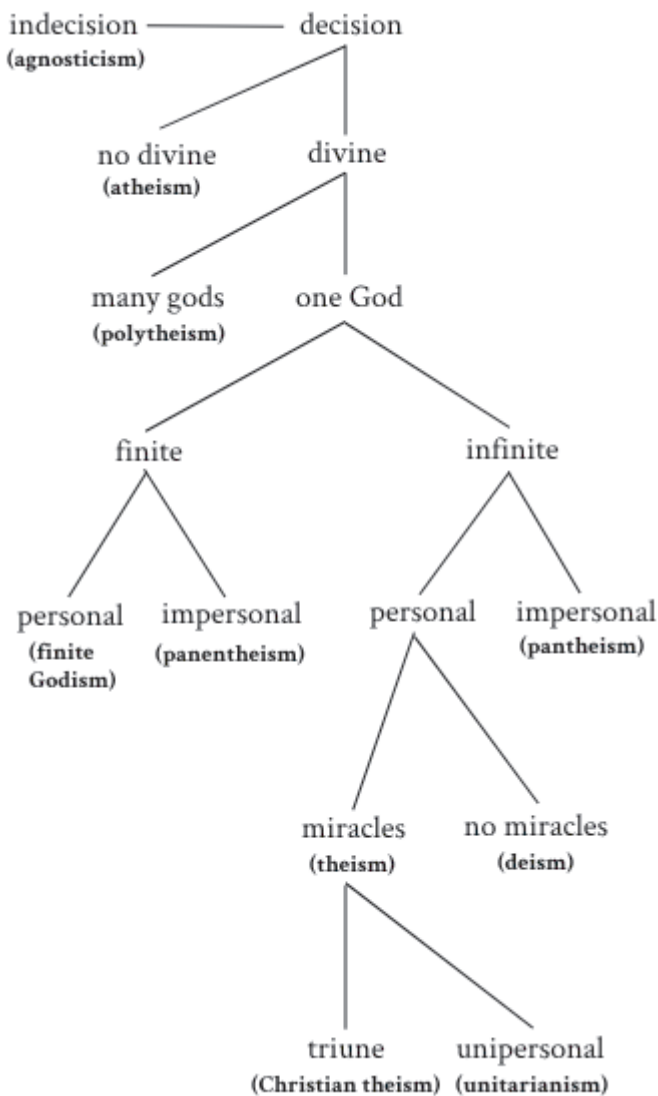 indecision decision
(agnosticism)
no divine divine
(atheism)
many gods one God
(polytheism)
finite infinite
personal impersonal personal impersonal
(finite Godism) (panentheism) (pantheism)
miracles no miracles
(theism) (deism)
triune unipersonal
(Christian theism) (unitarianism)